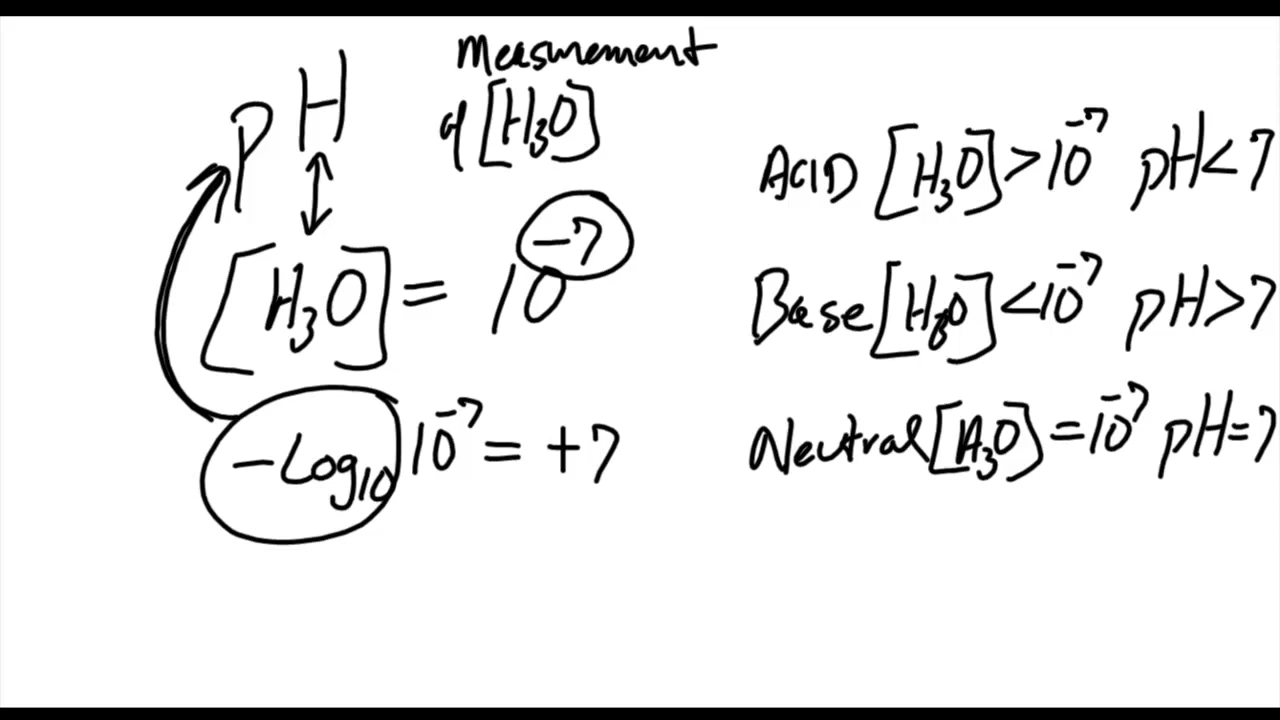 pH
Measurement
of [H₃O]
[H₃O] = 10⁻⁷
-Log₁₀ 10⁻⁷ = +7
ACID [H₃O] > 10⁻⁷ pH < 7
Base [H₃O] < 10⁻⁷ pH > 7
Neutral [H₃O] = 10⁻⁷ pH = 7